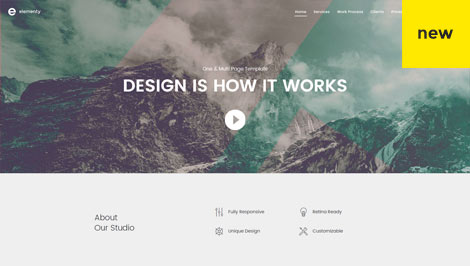 elementy
Home Services Work Process Clients
new
One & Multi Page Template
DESIGN IS HOW IT WORKS
About
Our Studio
Fully Responsive
Retina Ready
Unique Design
Customizable